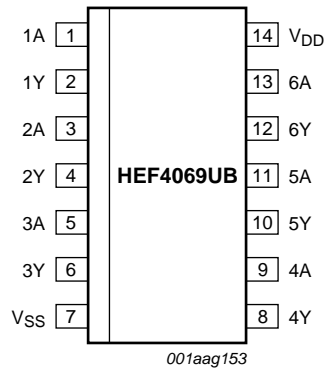 1A 1 14 VDD
1Y 2 13 6A
2A 3 12 6Y
2Y 4 HEF4069UB 11 5A
3A 5 10 5Y
3Y 6 9 4A
VSS 7 8 4Y
001aag153